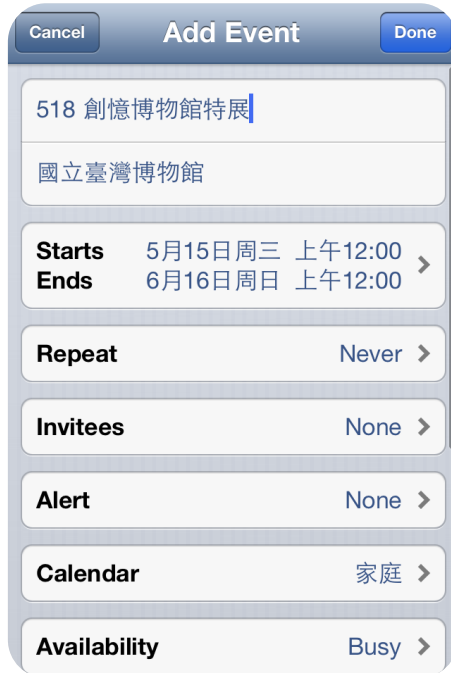 Cancel Add Event Done
518 創憶博物館特展
國立臺灣博物館
Starts 5月15日周三 上午12:00
Ends 6月16日周日 上午12:00
Repeat Never
Invitees None
Alert None
Calendar 家庭
Availability Busy